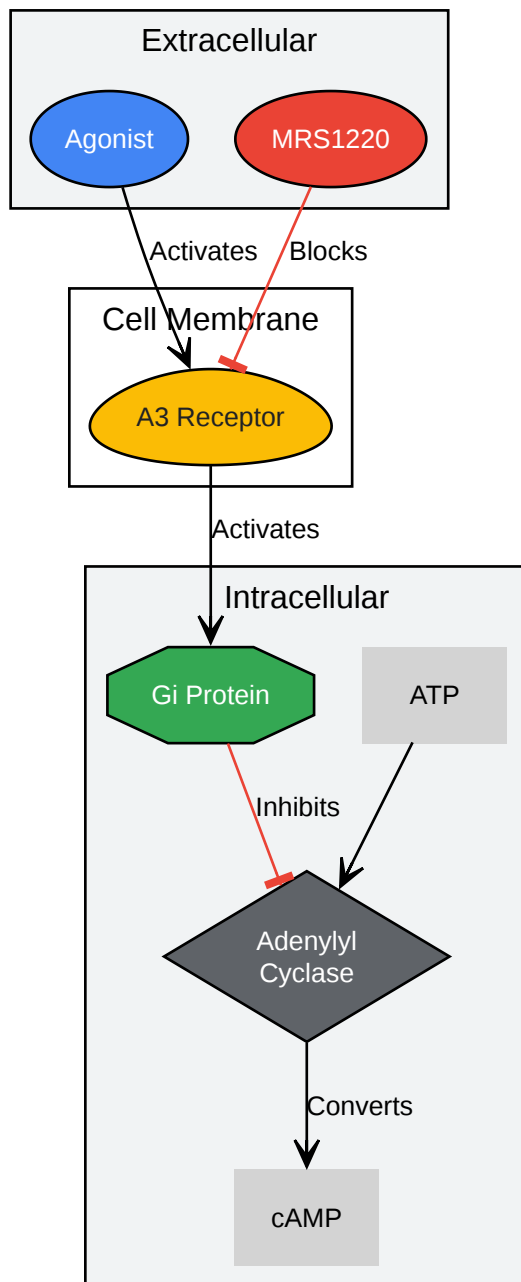 Extracellular
Agonist
MRS1220
Activates
Blocks
Cell Membrane
A3 Receptor
Activates
Intracellular
Gi Protein
ATP
Inhibits
Adenylyl
Cyclase
Converts
cAMP